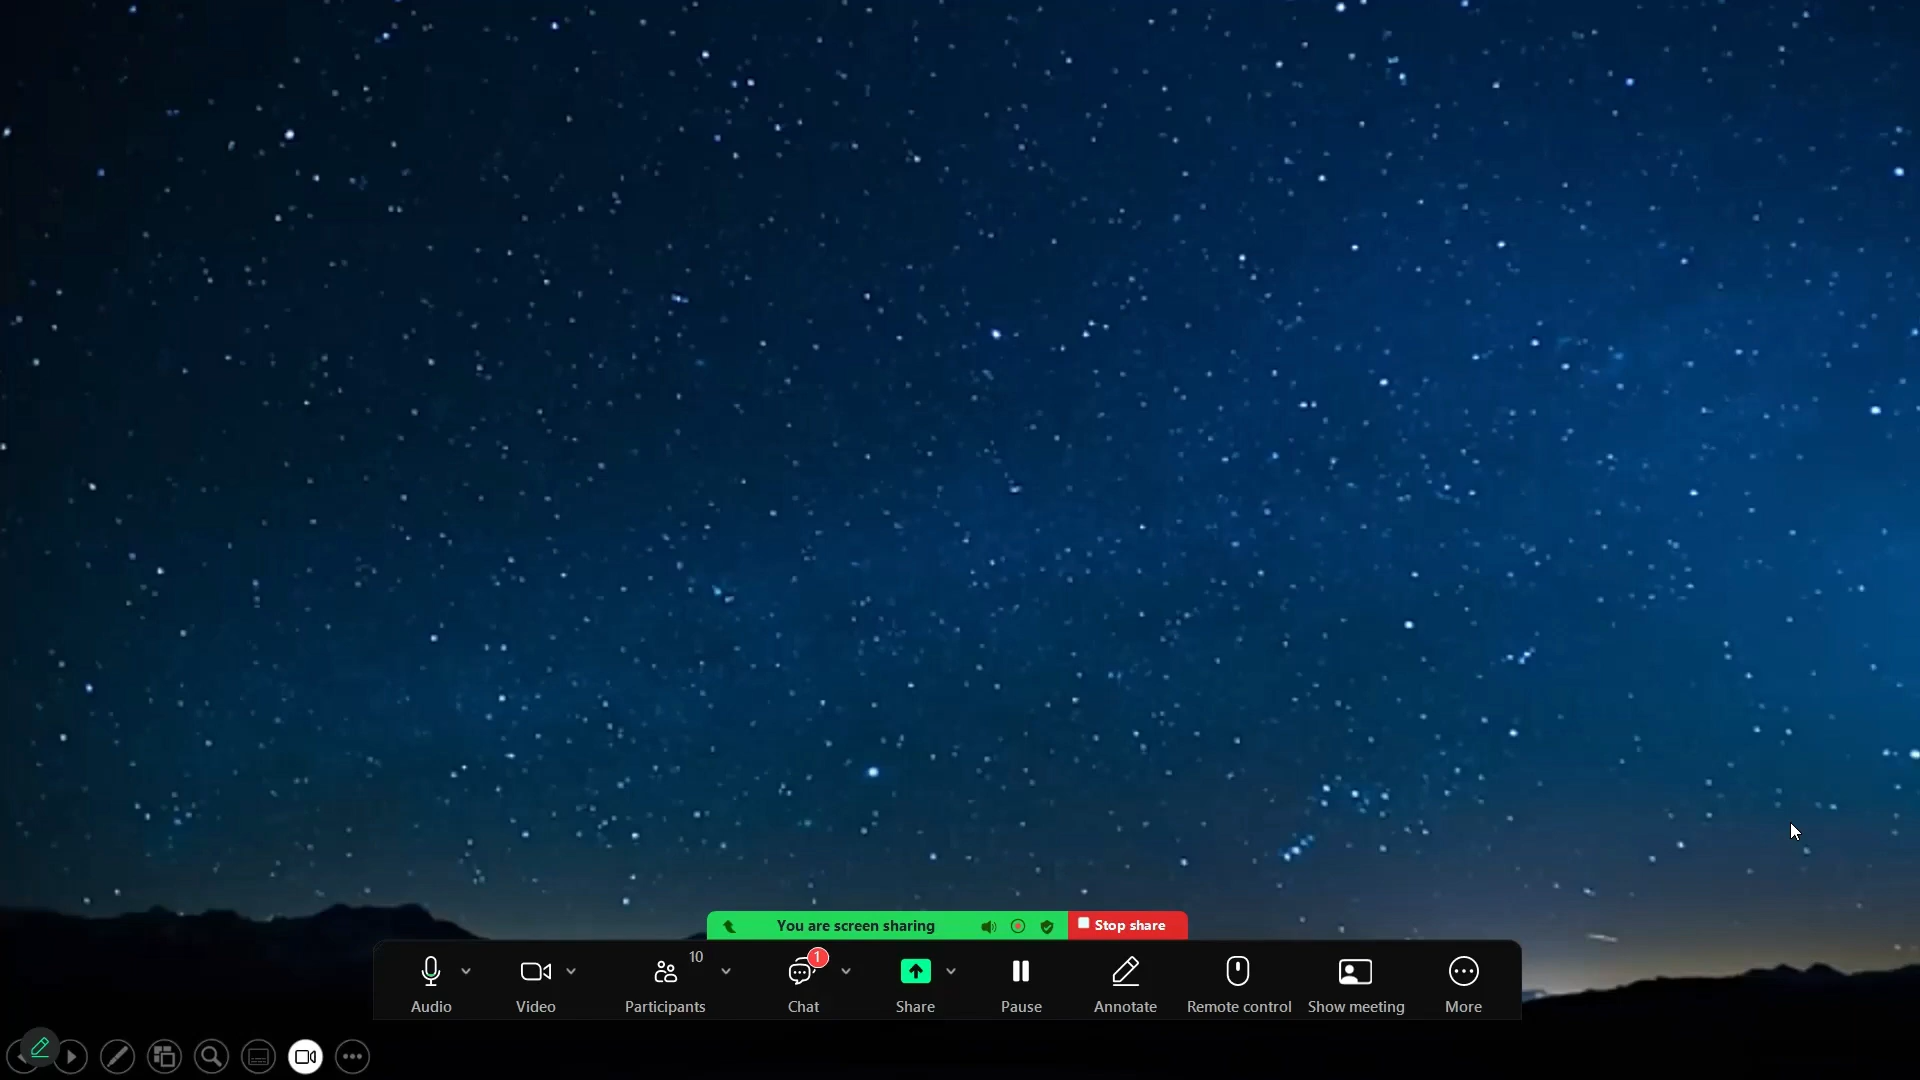 You are screen sharing
Stop share
10
1
Audio
Video
Participants
Chat
Share
Pause
Annotate
Remote control
Show meeting
More